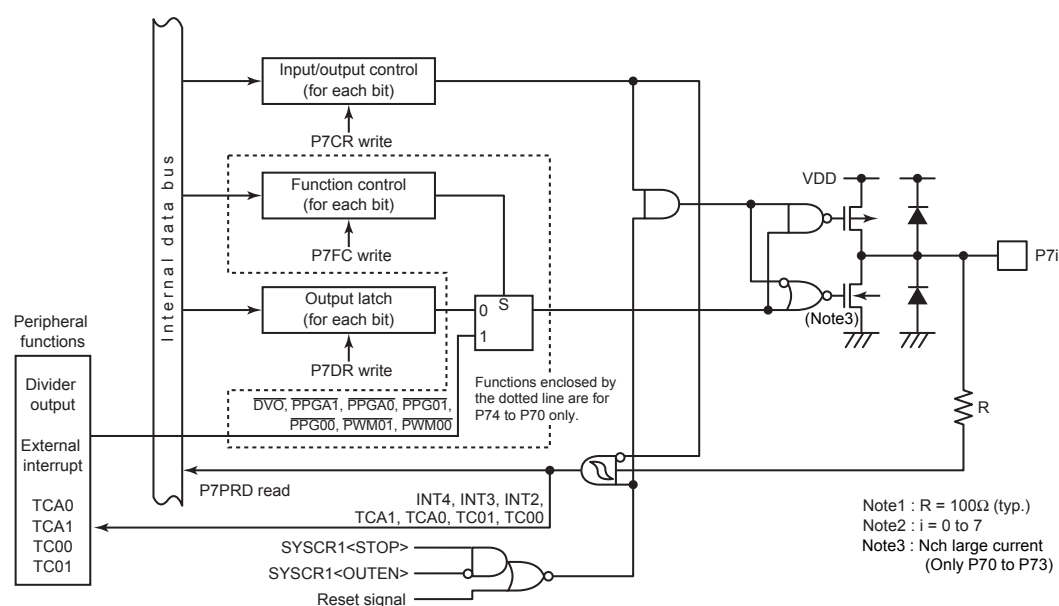 Internal data bus
Input/output control
(for each bit)
P7CR write
Function control
(for each bit)
P7FC write
Output latch
(for each bit)
P7DR write
0
S
1
VDD
P7i
(Note3)
R
Functions enclosed by
the dotted line are for
P74 to P70 only.
Peripheral
functions
Divider
output
External
interrupt
TCA0
TCA1
TC00
TC01
DVO, PPGA1, PPGA0, PPG01,
PPG00, PWM01, PWM00
P7PRD read
INT4, INT3, INT2,
TCA1, TCA0, TC01, TC00
SYSCR1<STOP>
SYSCR1<OUTEN>
Reset signal
Note1 : R = 100Ω (typ.)
Note2 : i = 0 to 7
Note3 : Nch large current
(Only P70 to P73)